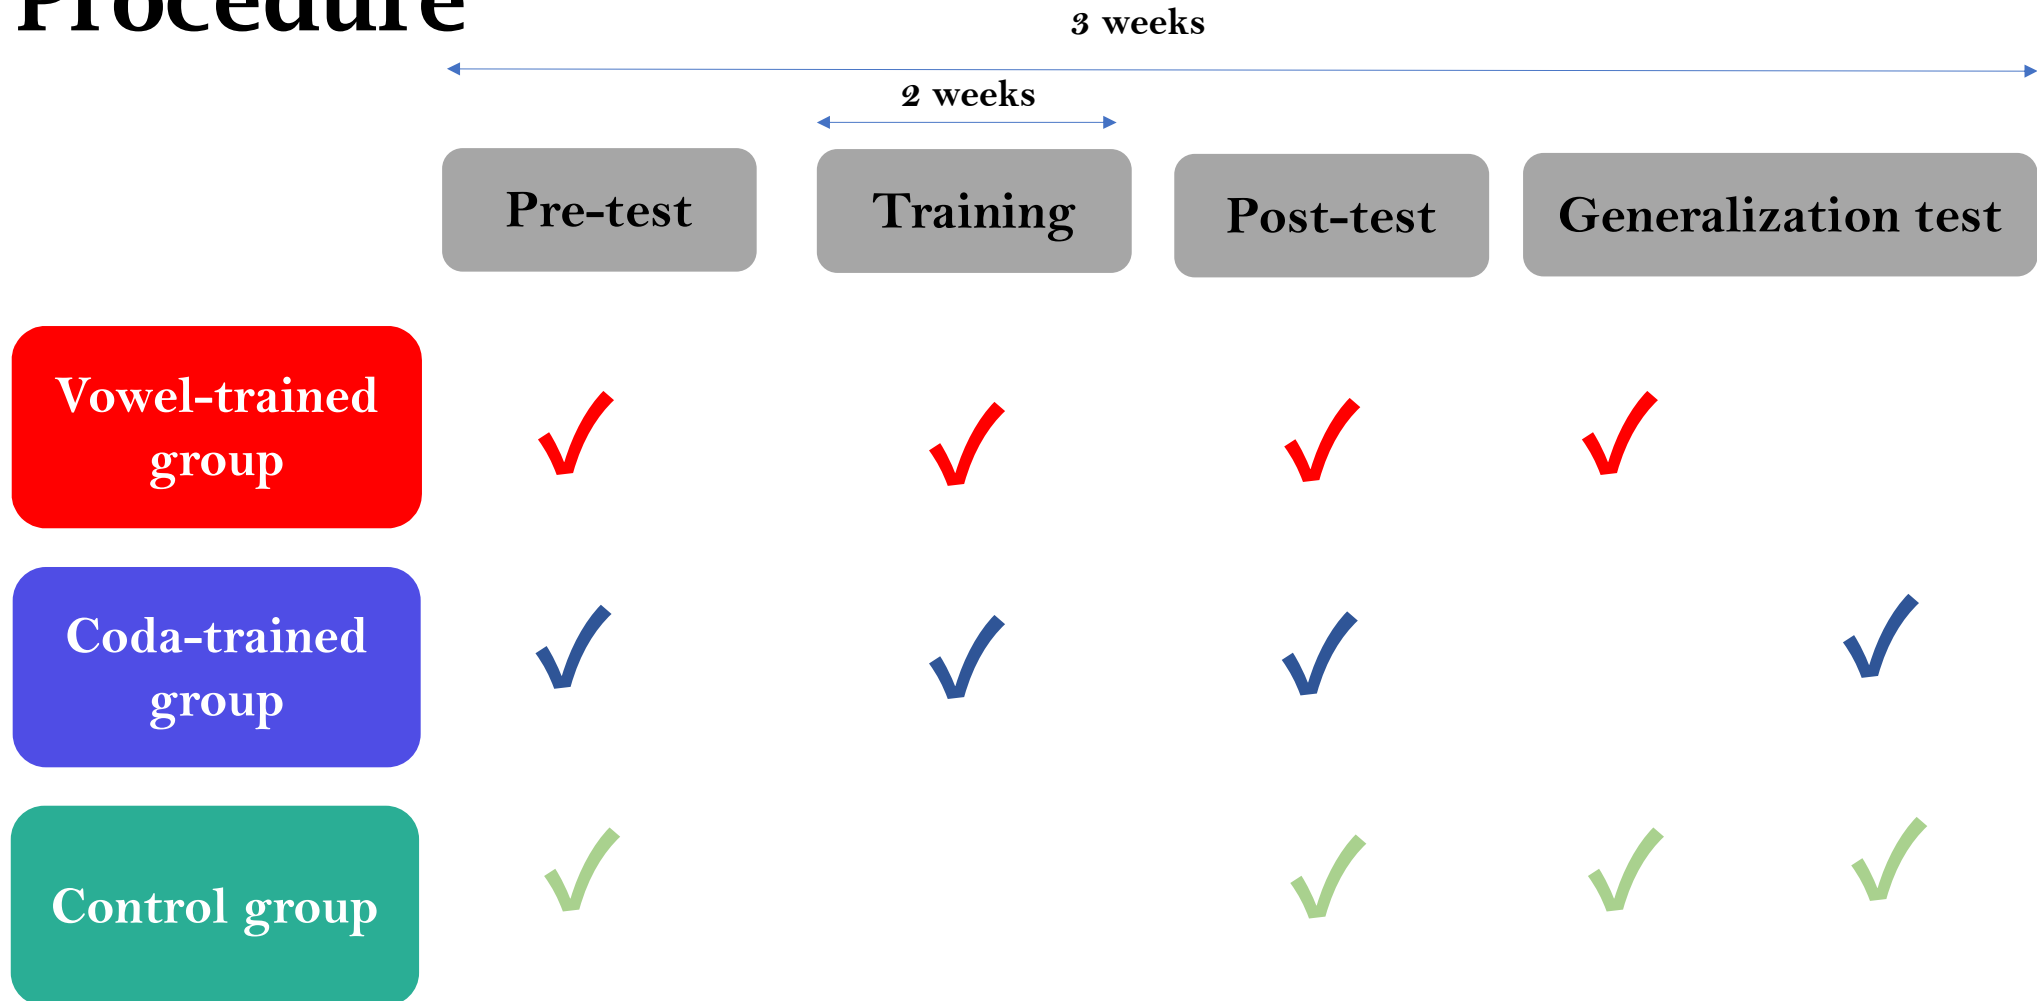 Procedure
3 weeks
2 weeks
Pre-test
Training
Post-test
Generalization test
Vowel-trained
group
Coda-trained
group
Control group